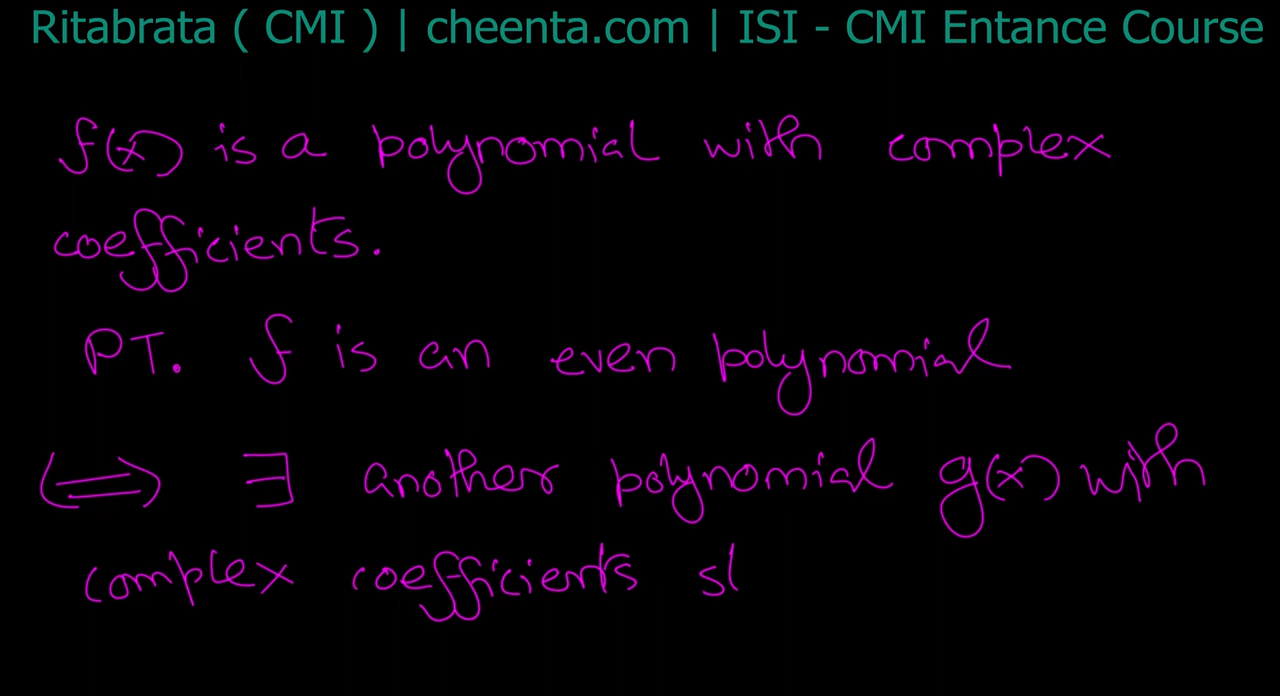 Ritabrata ( CMI ) | cheenta.com | ISI - CMI Entance Course
f(x) is a polynomial with complex
coefficients.
PT. f is an even polynomial
⟺ ∃ another polynomial g(x) with
complex coefficients